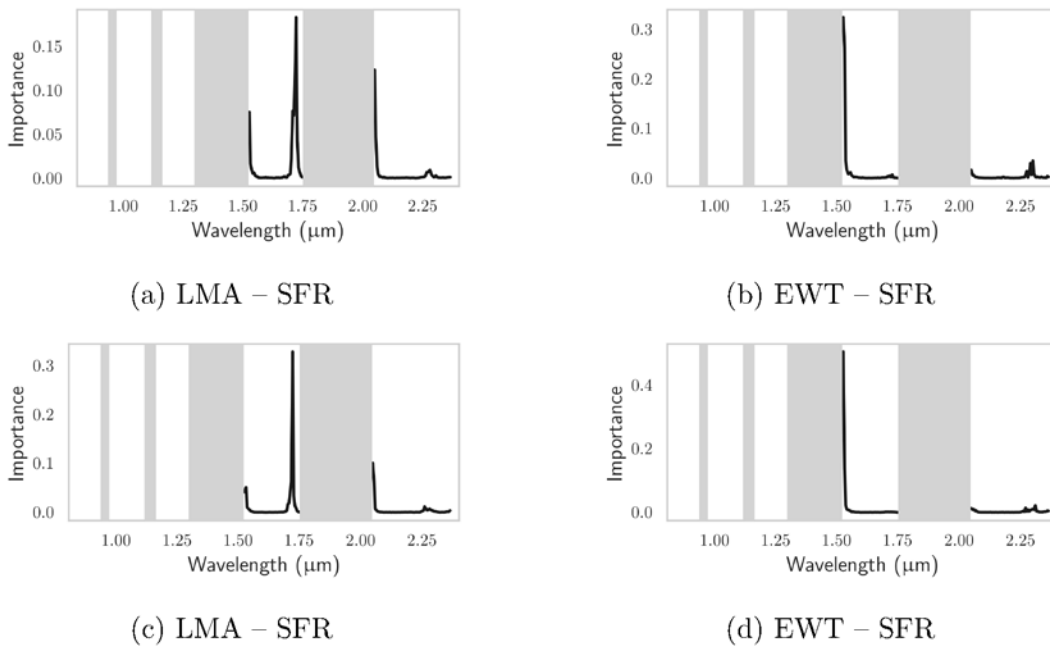 0.15
0.10
0.05
0.00
Importance
1.00 1.25 1.50 1.75 2.00 2.25
Wavelength (μm)
(a) LMA – SFR
0.3
0.2
0.1
0.0
Importance
1.00 1.25 1.50 1.75 2.00 2.25
Wavelength (μm)
(b) EWT – SFR
0.3
0.2
0.1
0.0
Importance
1.00 1.25 1.50 1.75 2.00 2.25
Wavelength (μm)
(c) LMA – SFR
0.4
0.2
0.0
Importance
1.00 1.25 1.50 1.75 2.00 2.25
Wavelength (μm)
(d) EWT – SFR